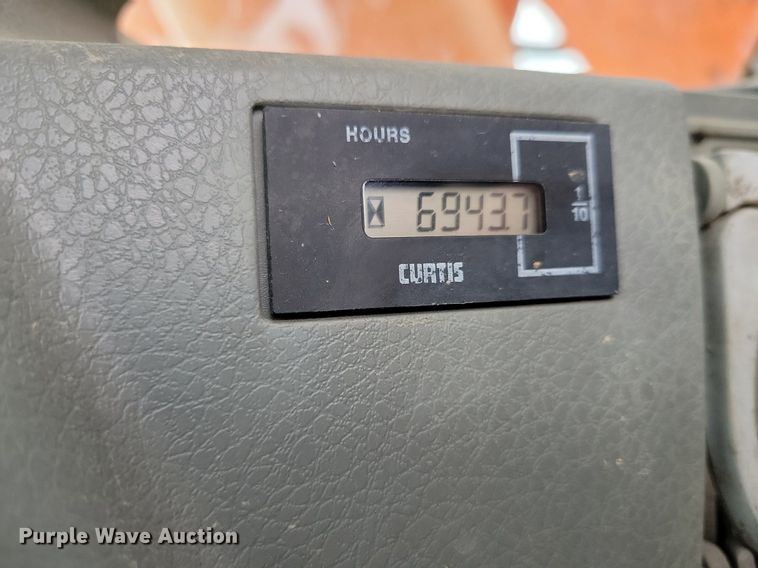 HOURS
6943.7
1/10
CURTIS
Purple Wave Auction